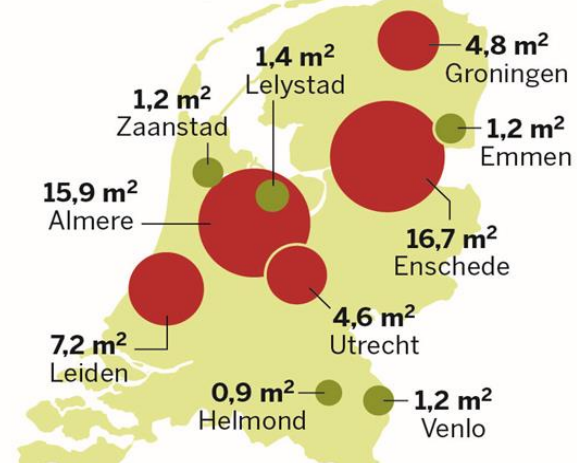 4,8 m²
Groningen
1,4 m²
Lelystad
1,2 m²
Zaanstad
1,2 m²
Emmen
15,9 m²
Almere
16,7 m²
Enschede
4,6 m²
Utrecht
7,2 m²
Leiden
0,9 m²
Helmond
1,2 m²
Venlo